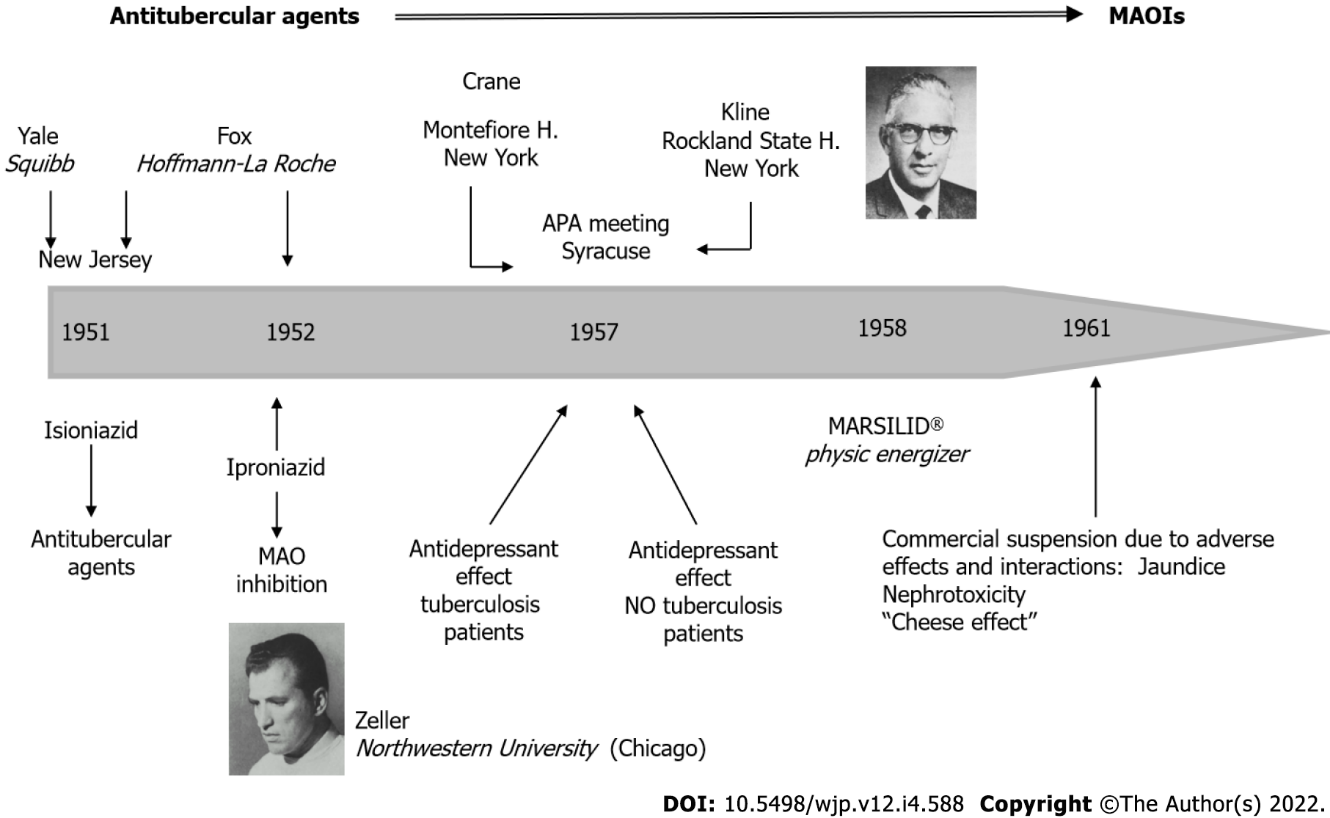 Antitubercular agents
MAOIs
Crane
Montefiore H.
New York
Kline
Rockland State H.
New York
Yale
Squibb
Fox
Hoffmann-La Roche
APA meeting
Syracuse
New Jersey
1951
1952
1957
1958
1961
Isioniazid
Antitubercular
agents
Iproniazid
MAO
inhibition
Antidepressant
effect
tuberculosis
patients
Antidepressant
effect
NO tuberculosis
patients
MARSILID®
physic energizer
Commercial suspension due to adverse
effects and interactions: Jaundice
Nephrotoxicity
“Cheese effect”
Zeller
Northwestern University (Chicago)
DOI: 10.5498/wjp.v12.i4.588 Copyright ©The Author(s) 2022.